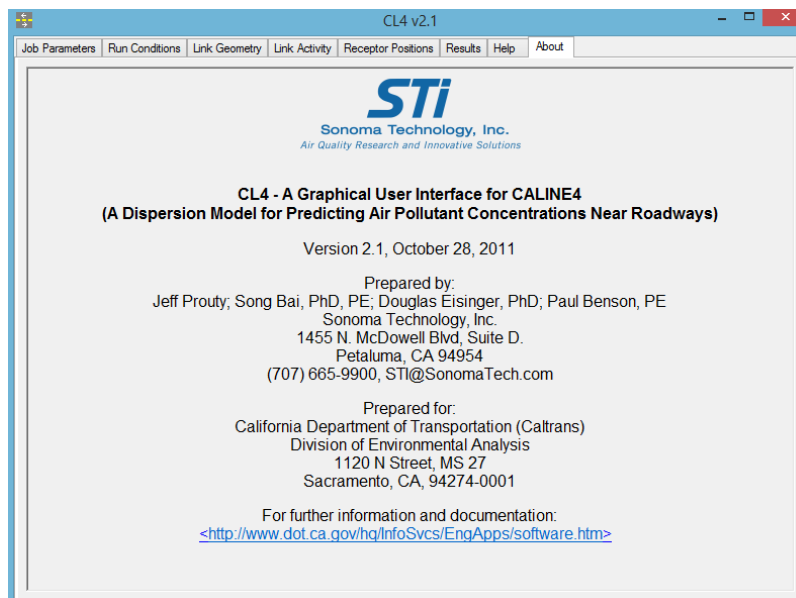 CL4 v2.1
Job Parameters Run Conditions Link Geometry Link Activity Receptor Positions Results Help About
STi
Sonoma Technology, Inc.
Air Quality Research and Innovative Solutions
CL4 - A Graphical User Interface for CALINE4
(A Dispersion Model for Predicting Air Pollutant Concentrations Near Roadways)
Version 2.1, October 28, 2011
Prepared by:
Jeff Prouty; Song Bai, PhD, PE; Douglas Eisinger, PhD; Paul Benson, PE
Sonoma Technology, Inc.
1455 N. McDowell Blvd, Suite D.
Petaluma, CA 94954
(707) 665-9900, STI@SonomaTech.com
Prepared for:
California Department of Transportation (Caltrans)
Division of Environmental Analysis
1120 N Street, MS 27
Sacramento, CA, 94274-0001
For further information and documentation:
<http://www.dot.ca.gov/hq/InfoSvcs/EngApps/software.htm>